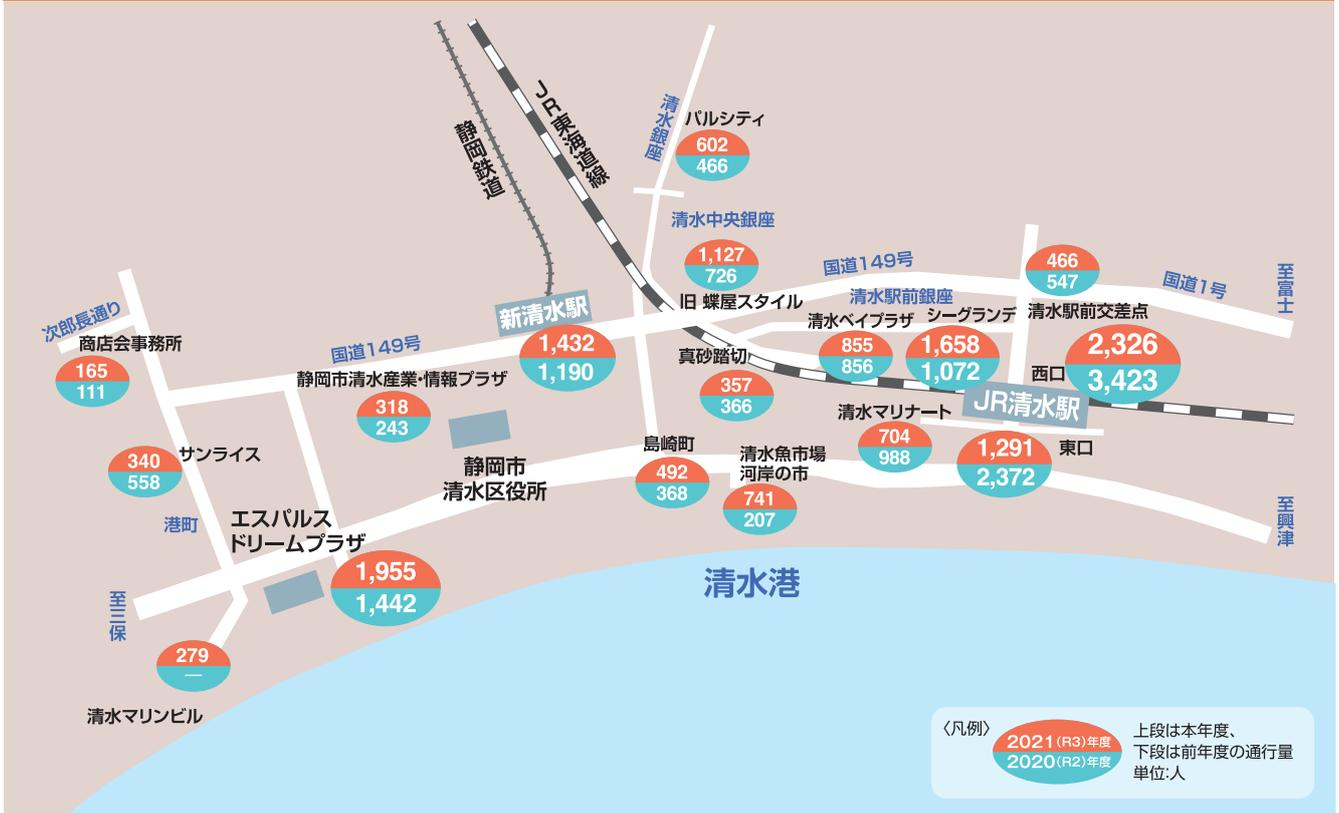 静岡鉄道
JR東海道線
清水銀座
パルシティ
602
466
清水中央銀座
1,127
726
旧 蝶屋スタイル
国道149号
清水駅前銀座
466
547
清水駅前交差点
国道1号
至富士
次郎長通り
商店会事務所
165
111
新清水駅
1,432
1,190
国道149号
静岡市清水産業・情報プラザ
318
243
真砂踏切
357
366
清水ベイプラザ
855
856
シーグランデ
1,658
1,072
2,326
3,423
西口
JR清水駅
清水マリナート
704
988
1,291
2,372
東口
サンライス
340
558
静岡市
清水区役所
島崎町
492
368
清水魚市場
河岸の市
741
207
至興津
港町
エスパルス
ドリームプラザ
1,955
1,442
至三保
清水港
279
—
清水マリンビル
〈凡例〉
2021(R3)年度
2020(R2)年度
上段は本年度、
下段は前年度の通行量
単位:人